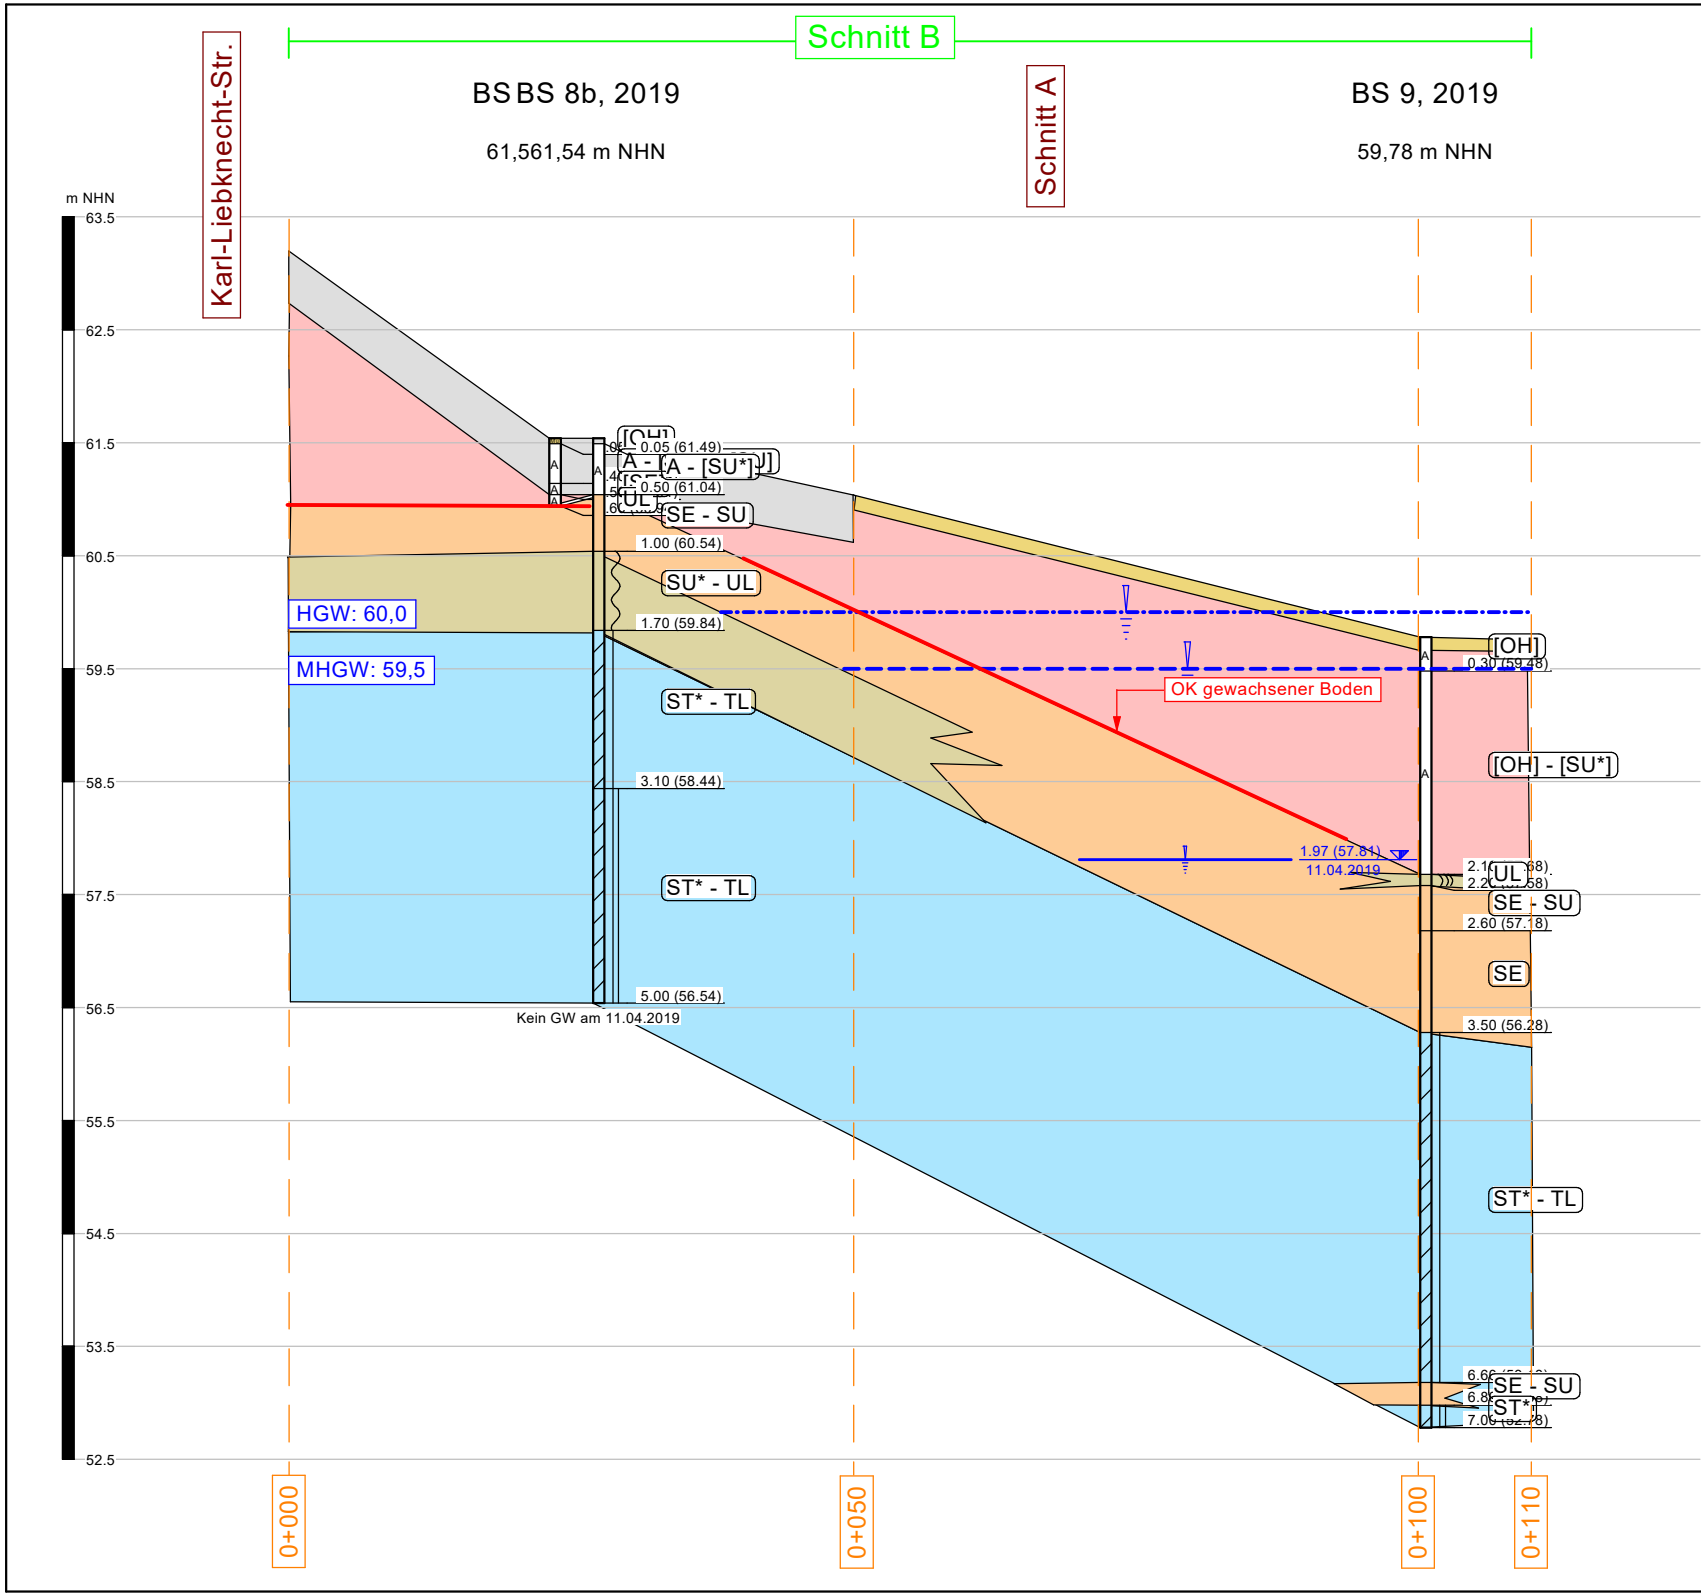 Schnitt B
Karl-Liebknecht-Str.
BS BS 8b, 2019
Schnitt A
BS 9, 2019
61,561,54 m NHN
59,78 m NHN
m NHN
63.5
62.5
61.5
60.5
59.5
58.5
57.5
56.5
55.5
54.5
53.5
52.5
[OH]
0.05 (61.49)
A - [SU*]
0.50 (61.04)
UL
SE - SU
1.00 (60.54)
SU* - UL
1.70 (59.84)
ST* - TL
3.10 (58.44)
ST* - TL
5.00 (56.54)
Kein GW am 11.04.2019
A
A
A
A
HGW: 60,0
MHGW: 59,5
OK gewachsener Boden
1.97 (57.81)
11.04.2019
A
A
[OH]
0.30 (59.48)
[OH] - [SU*]
UL
SE - SU
2.60 (57.18)
SE
3.50 (56.28)
ST* - TL
SE - SU
ST*
7.00 (52.78)
0+000
0+050
0+100
0+110